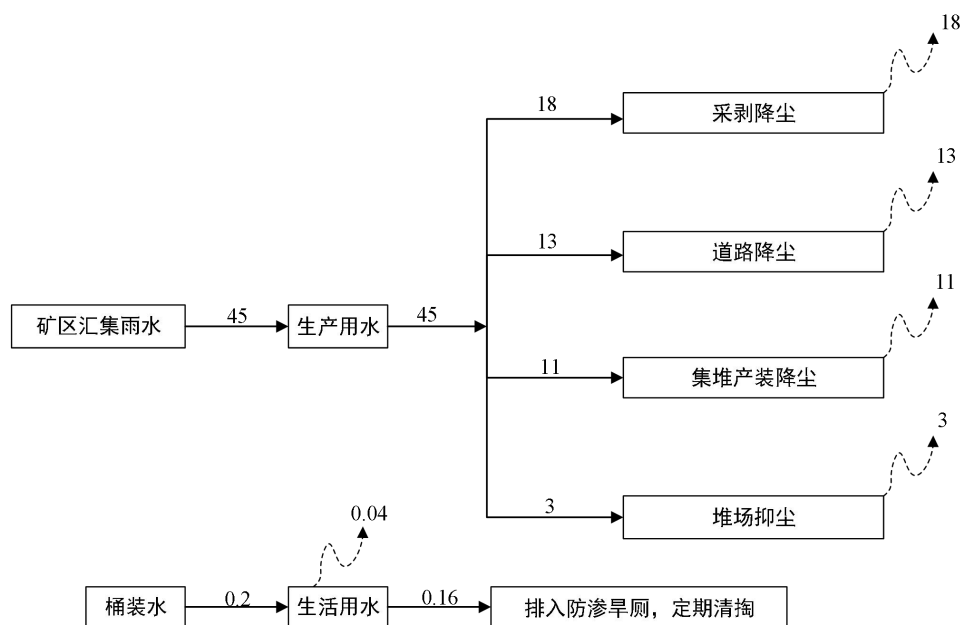 18
18
采剥降尘
13
13
道路降尘
矿区汇集雨水
45
生产用水
45
11
11
集堆产装降尘
3
3
堆场抑尘
0.04
桶装水
0.2
生活用水
0.16
排入防渗旱厕，定期清掏